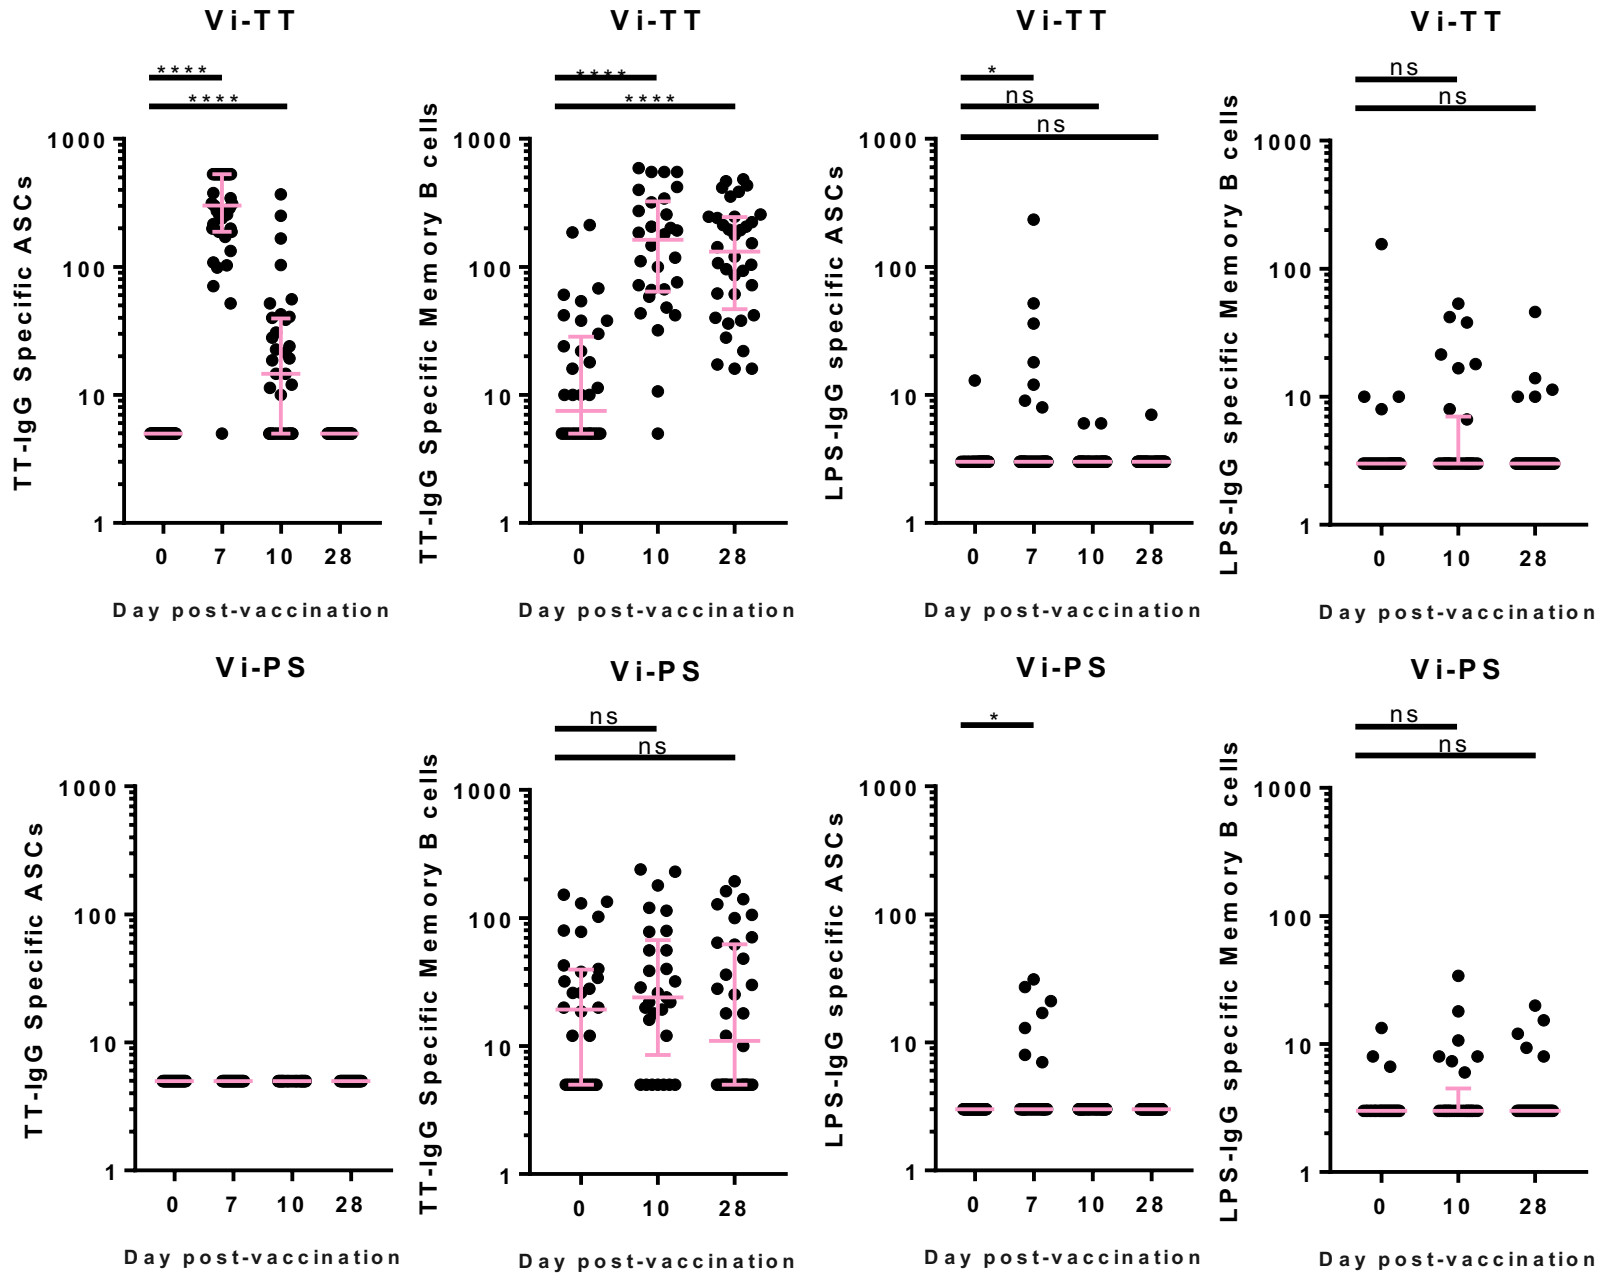 Vi-TT
****
****
TT-IgG Specific ASCs
1000
100
10
1
0 7 10 28
Day post-vaccination
Vi-TT
****
****
TT-IgG Specific Memory B cells
1000
100
10
1
0 10 28
Day post-vaccination
Vi-TT
*
ns
ns
LPS-IgG specific ASCs
1000
100
10
1
0 7 10 28
Day post-vaccination
Vi-TT
ns
ns
LPS-IgG specific Memory B cells
1000
100
10
1
0 10 28
Day post-vaccination
Vi-PS
TT-IgG Specific ASCs
1000
100
10
1
0 7 10 28
Day post-vaccination
Vi-PS
ns
ns
TT-IgG Specific Memory B cells
1000
100
10
1
0 10 28
Day post-vaccination
Vi-PS
*
LPS-IgG specific ASCs
1000
100
10
1
0 7 10 28
Day post-vaccination
Vi-PS
ns
ns
LPS-IgG specific Memory B cells
1000
100
10
1
0 10 28
Day post-vaccination